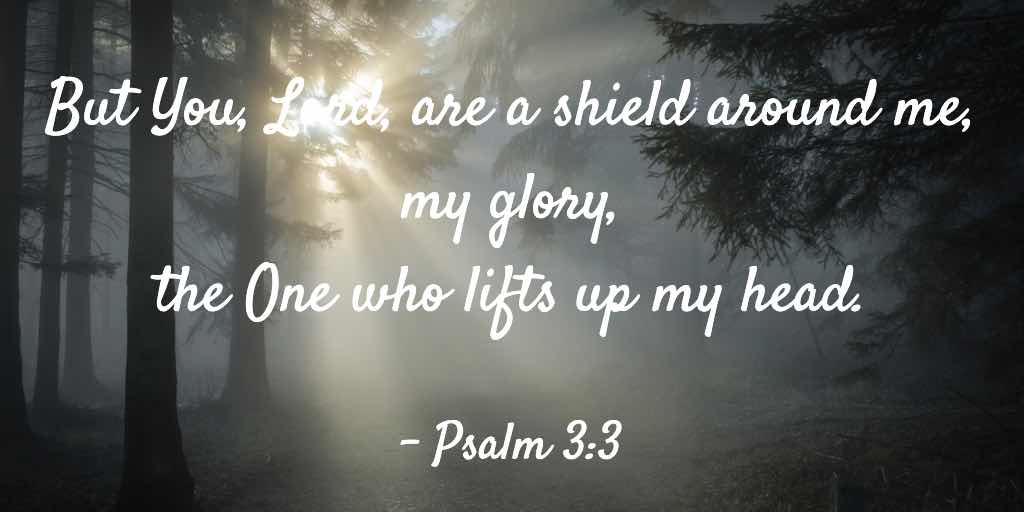 But You, Lord, are a shield around me,
my glory,
the One who lifts up my head.
- Psalm 3:3